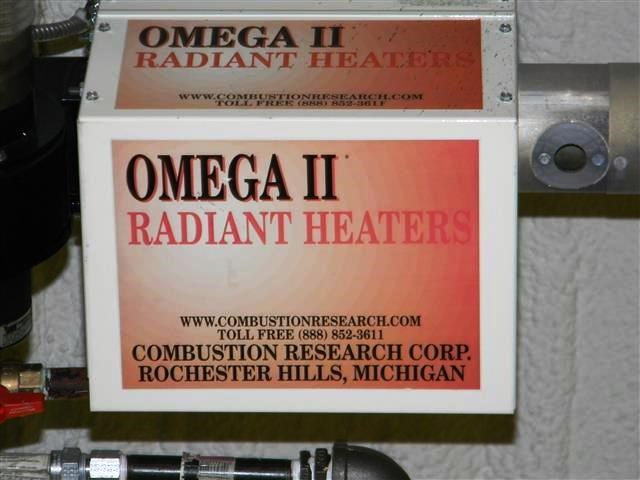 OMEGA II
RADIANT HEATERS
WWW.COMBUSTIONRESEARCH.COM
TOLL FREE (888) 852-3611
OMEGA II
RADIANT HEATERS
WWW.COMBUSTIONRESEARCH.COM
TOLL FREE (888) 852-3611
COMBUSTION RESEARCH CORP.
ROCHESTER HILLS, MICHIGAN